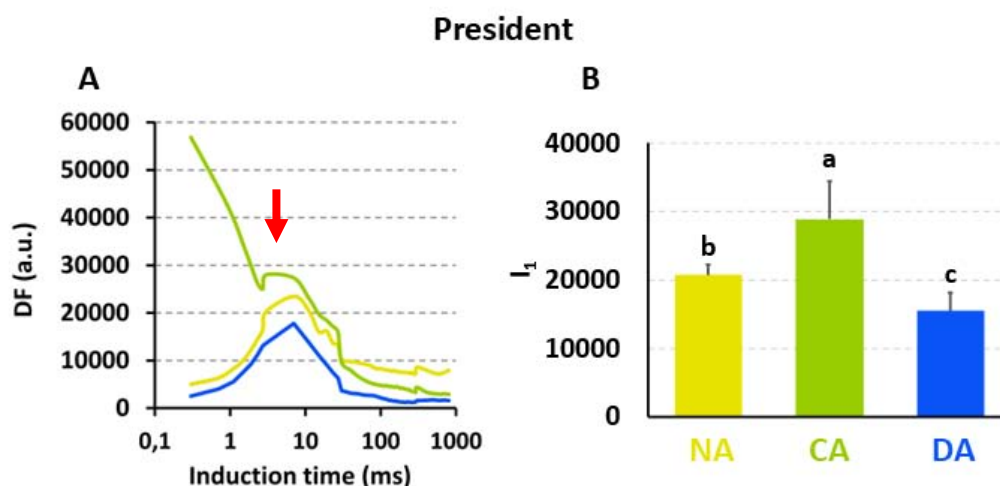 President
A
60000
50000
40000
30000
20000
10000
0
DF (a.u.)
0,1 1 10 100 1000
Induction time (ms)
B
40000
30000
20000
10000
0
I₁
b
a
c
NA CA DA